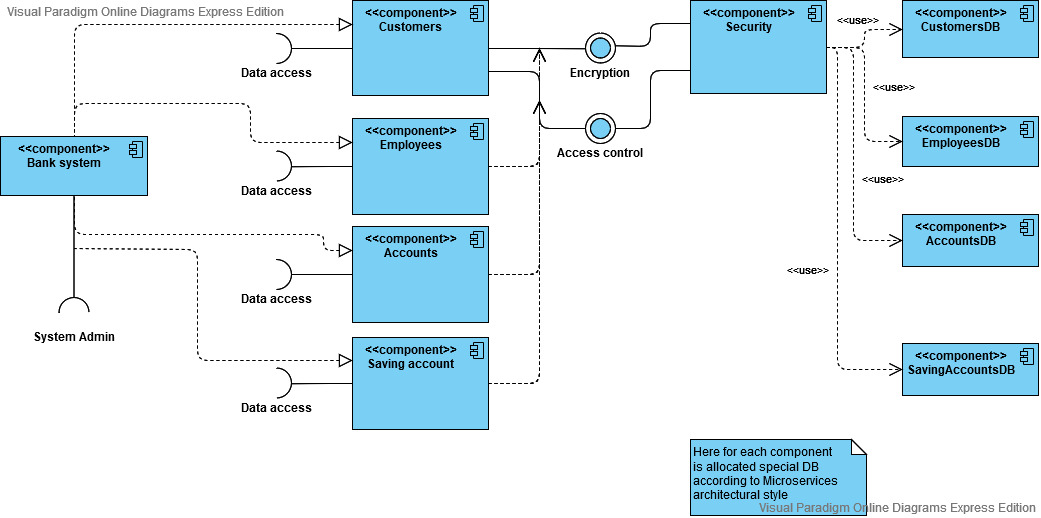 Visual Paradigm Online Diagrams Express Edition
<<component>>
Customers
Data access
<<component>>
Employees
Data access
<<component>>
Bank system
System Admin
<<component>>
Accounts
Data access
<<component>>
Saving account
Data access
Encryption
Access control
<<component>>
Security
<<use>>
<<use>>
<<use>>
<<use>>
<<component>>
CustomersDB
<<component>>
EmployeesDB
<<component>>
AccountsDB
<<component>>
SavingAccountsDB
Here for each component
is allocated special DB
according to Microservices
architectural style
Visual Paradigm Online Diagrams Express Edition